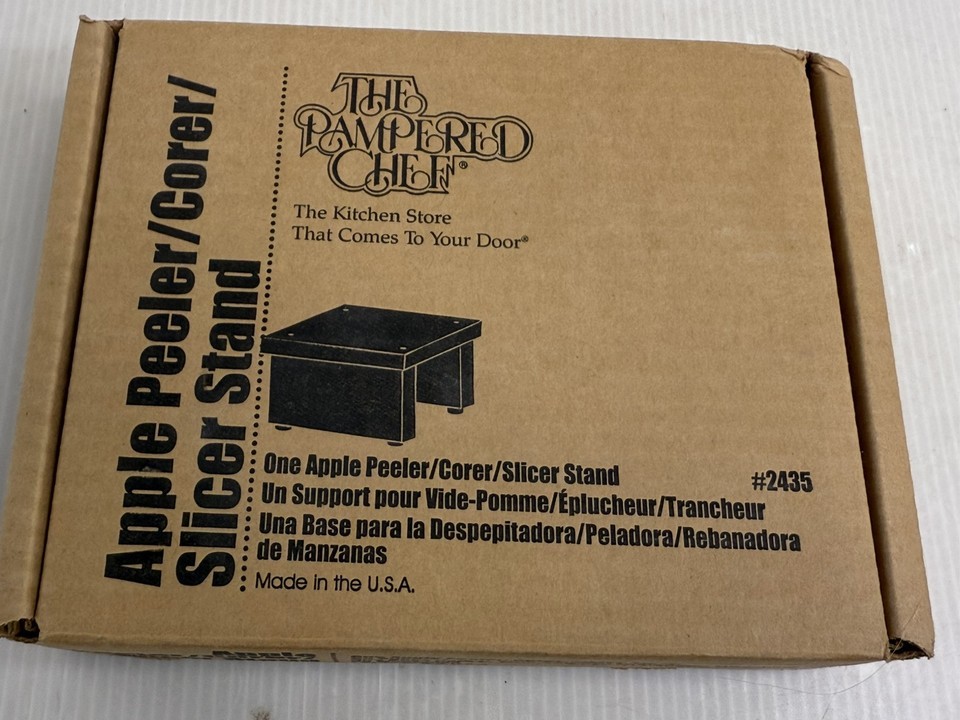 Apple Peeler/Corer/
Slicer Stand
THE
PAMPERED
CHEF®
The Kitchen Store
That Comes To Your Door®
One Apple Peeler/Corer/Slicer Stand
#2435
Un Support pour Vide-Pomme/Éplucheur/Trancheur
Una Base para la Despepitadora/Peladora/Rebanadora
de Manzanas
Made in the U.S.A.